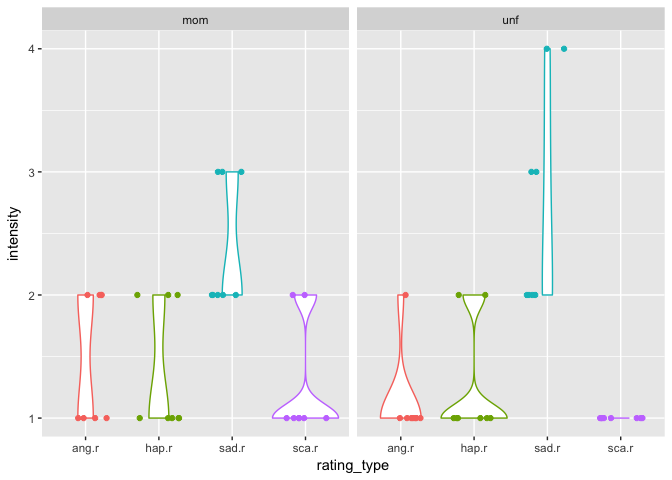 mom
unf
4
3
2
1
intensity
ang.r
hap.r
sad.r
sca.r
ang.r
hap.r
sad.r
sca.r
rating_type